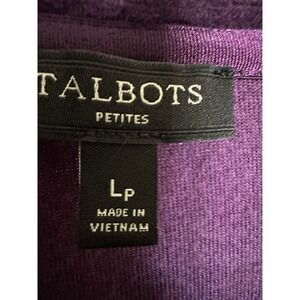 TALBOTS
PETITES
LP
MADE IN
VIETNAM